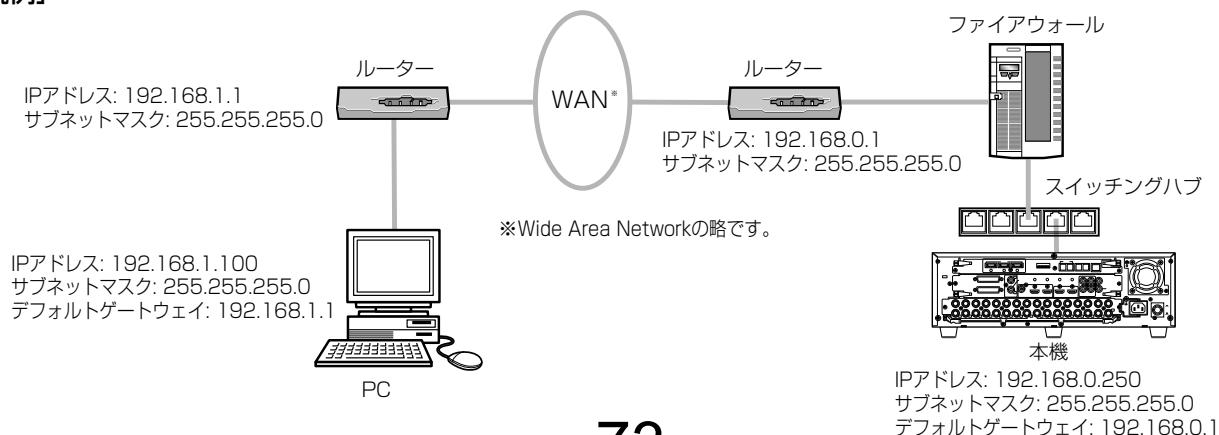 ファイアウォール
ルーター
ルーター
IPアドレス: 192.168.1.1
サブネットマスク: 255.255.255.0
WAN※
IPアドレス: 192.168.0.1
サブネットマスク: 255.255.255.0
スイッチングハブ
※Wide Area Networkの略です。
IPアドレス: 192.168.1.100
サブネットマスク: 255.255.255.0
デフォルトゲートウェイ: 192.168.1.1
PC
本機
IPアドレス: 192.168.0.250
サブネットマスク: 255.255.255.0
デフォルトゲートウェイ: 192.168.0.1